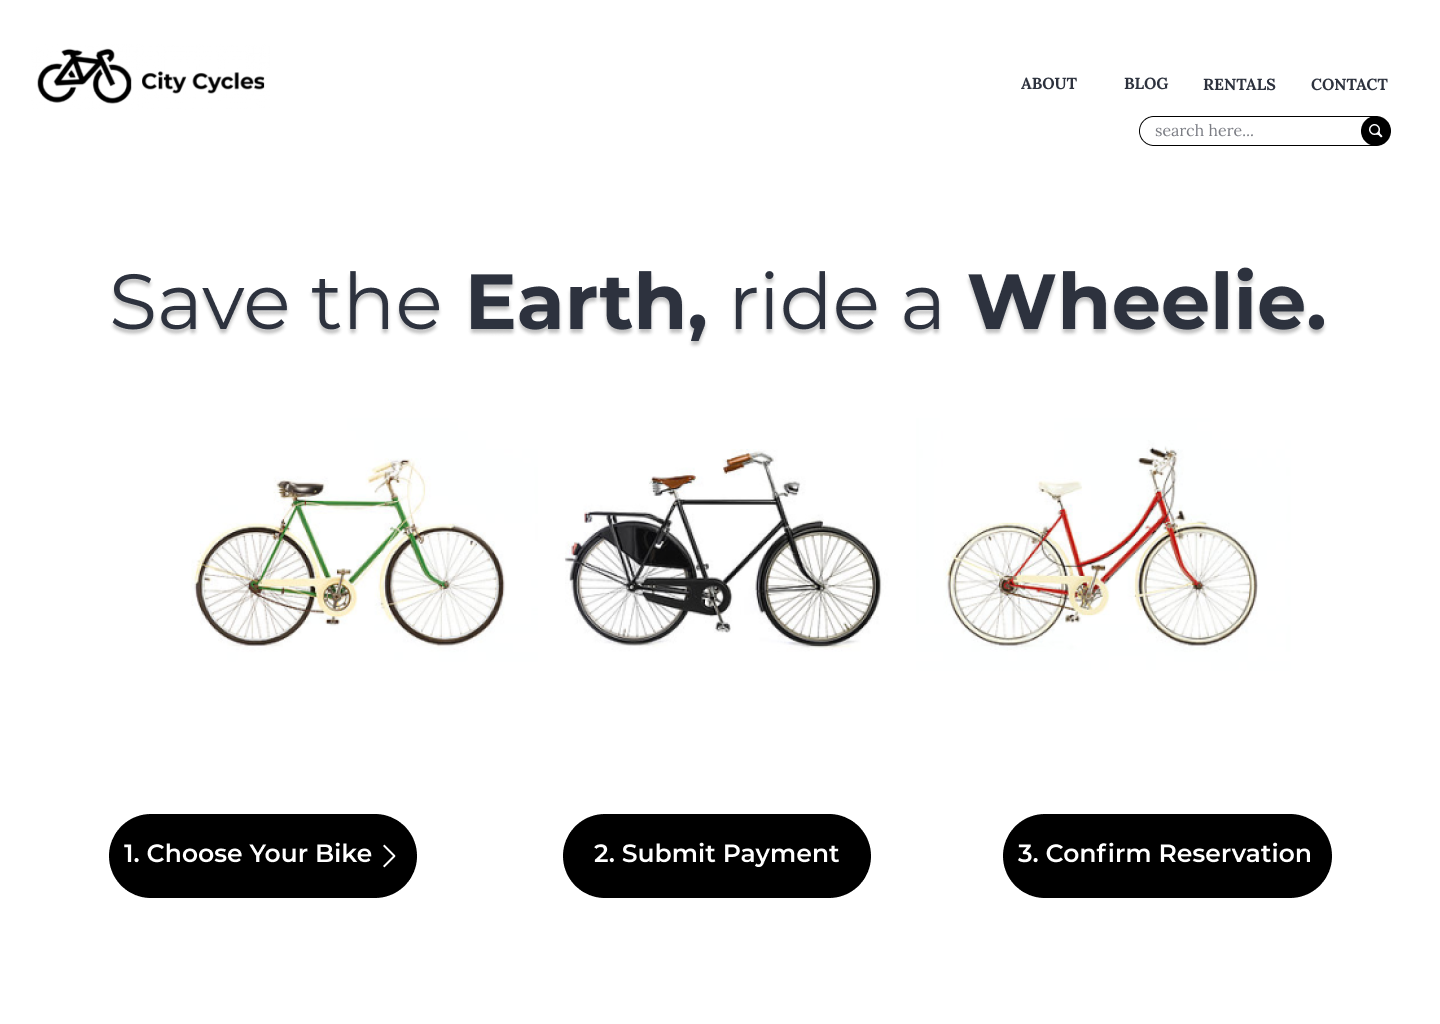 City Cycles
ABOUT BLOG RENTALS CONTACT
search here...
Save the Earth, ride a Wheelie.
1. Choose Your Bike
2. Submit Payment
3. Confirm Reservation